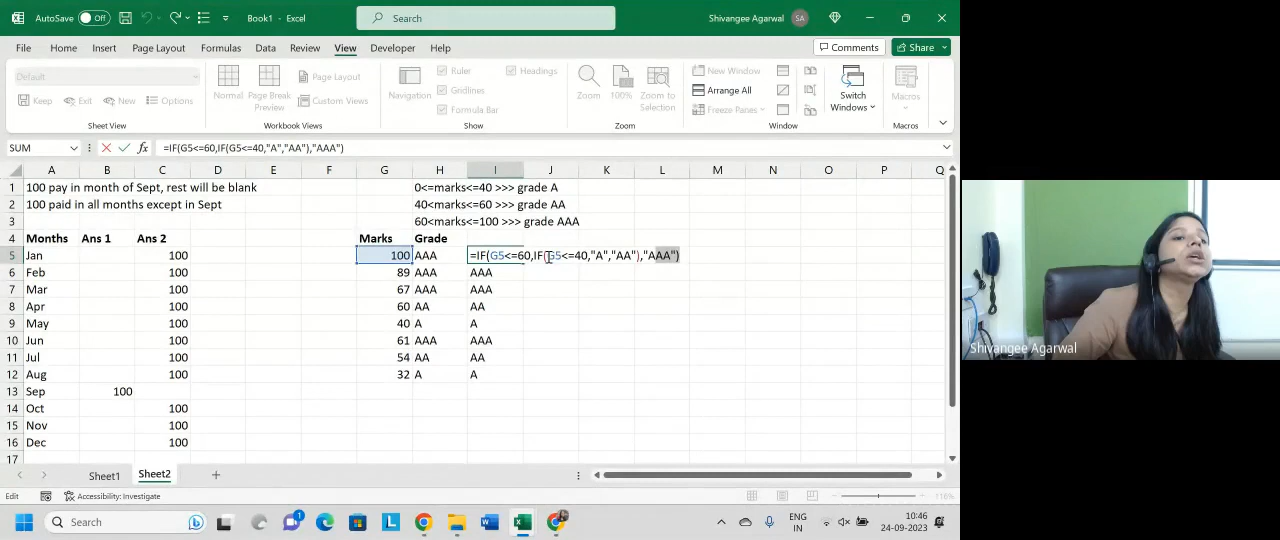 AutoSave Off Book1 - Excel Search Shivangee Agarwal SA
File Home Insert Page Layout Formulas Data Review View Developer Help Comments Share
Default
Keep Exit New Options
Sheet View
Normal Page Break Preview Page Layout Custom Views
Workbook Views
Navigation Ruler Headings
Gridlines
Formula Bar
Show
Zoom 100% Zoom to Selection
Zoom
New Window
Arrange All
Freeze Panes
Switch Windows
Window
Macros
Macros
SUM fx =IF(G5<=60,IF(G5<=40,"A","AA"),"AAA")
A B C D E F G H I J K L M N O P Q
1 100 pay in month of Sept, rest will be blank 0<=marks<=40 >>> grade A
2 100 paid in all months except in Sept 40<marks<=60 >>> grade AA
3 60<marks<=100 >>> grade AAA
4 Months Ans 1 Ans 2 Marks Grade
5 Jan 100 100 AAA =IF(G5<=60,IF(G5<=40,"A","AA"),"AAA")
6 Feb 100 89 AAA AAA
7 Mar 100 67 AAA AAA
8 Apr 100 60 AA AA
9 May 100 40 A A
10 Jun 100 61 AAA AAA
11 Jul 100 54 AA AA
12 Aug 100 32 A A
13 Sep 100
14 Oct 100
15 Nov 100
16 Dec 100
17
Sheet1 Sheet2
Edit Accessibility: Investigate
Search
ENG
IN
10:46
24-09-2023
Shivangee Agarwal